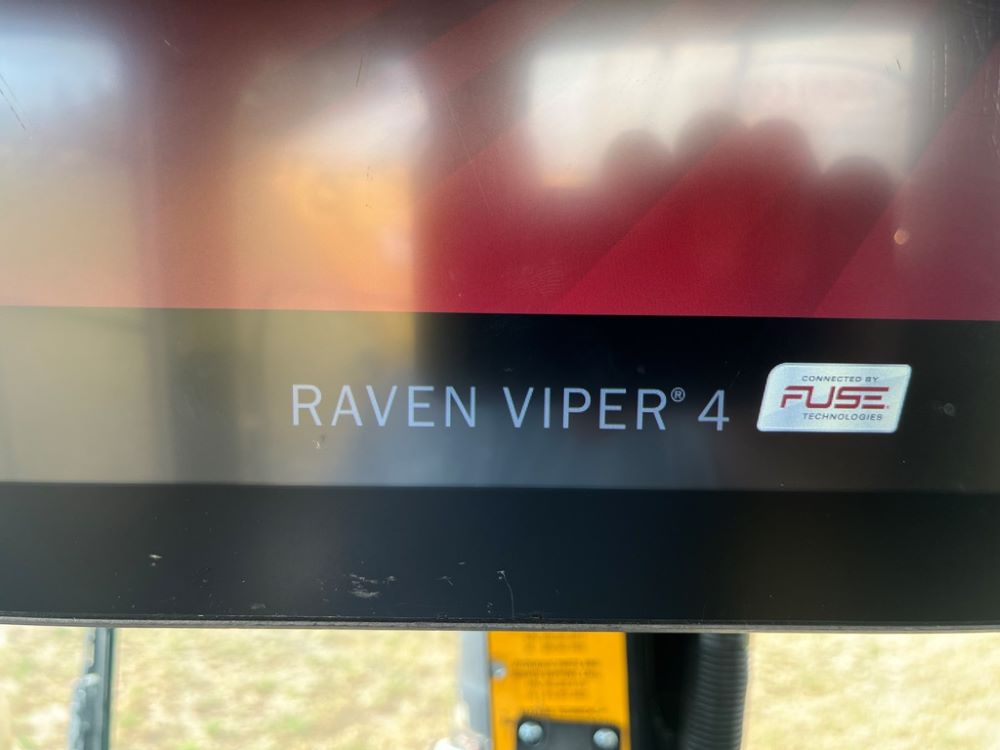 RAVEN VIPER® 4
CONNECTED BY
FUSE
TECHNOLOGIES